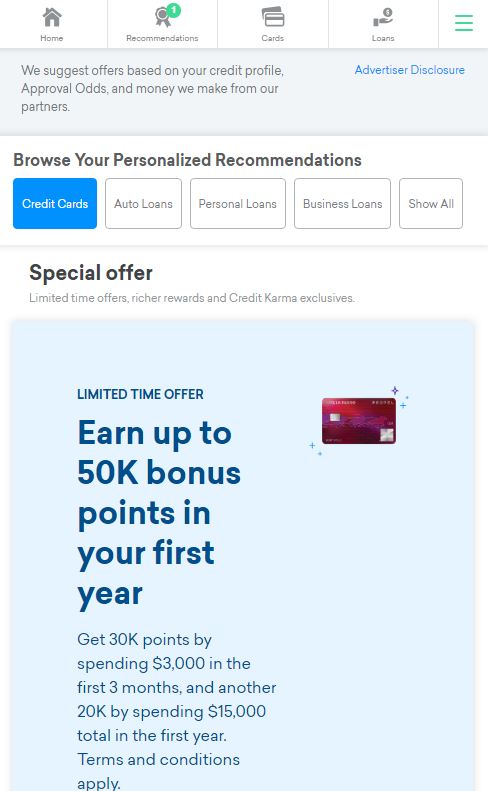 1
Home
Recommendations
Cards
Loans
We suggest offers based on your credit profile,
Approval Odds, and money we make from our
partners.
Advertiser Disclosure
Browse Your Personalized Recommendations
Credit Cards
Auto Loans
Personal Loans
Business Loans
Show All
Special offer
Limited time offers, richer rewards and Credit Karma exclusives.
LIMITED TIME OFFER
Earn up to
50K bonus
points in
your first
year
Get 30K points by
spending $3,000 in the
first 3 months, and another
20K by spending $15,000
total in the first year.
Terms and conditions
apply.